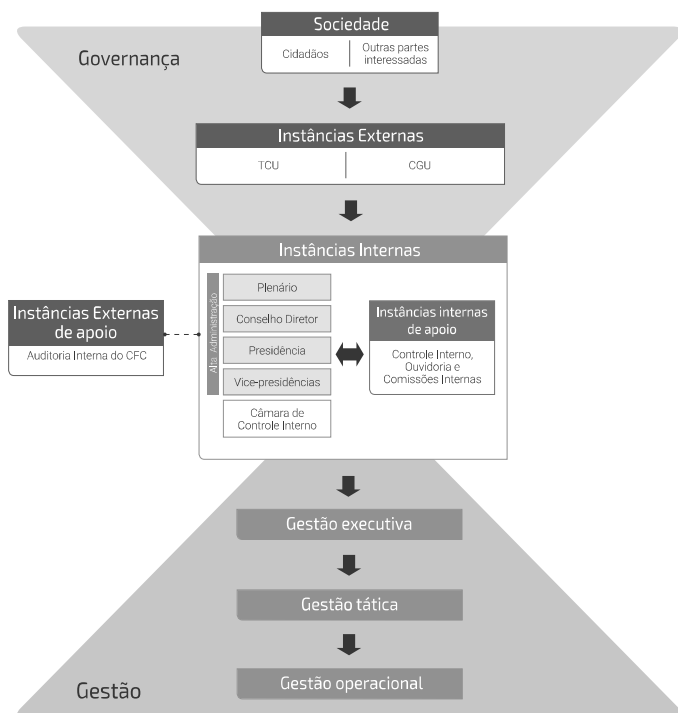 Sociedade
Governança
Cidadãos
Outras partes
interessadas
Instâncias Externas
TCU
CGU
Instâncias Internas
Alta Administração
Plenário
Conselho Diretor
Presidência
Vice-presidências
Câmara de
Controle Interno
Instâncias Externas
de apoio
Auditoria Interna do CFC
Instâncias internas
de apoio
Controle Interno,
Ouvidoria e
Comissões Internas
Gestão executiva
Gestão tática
Gestão operacional
Gestão